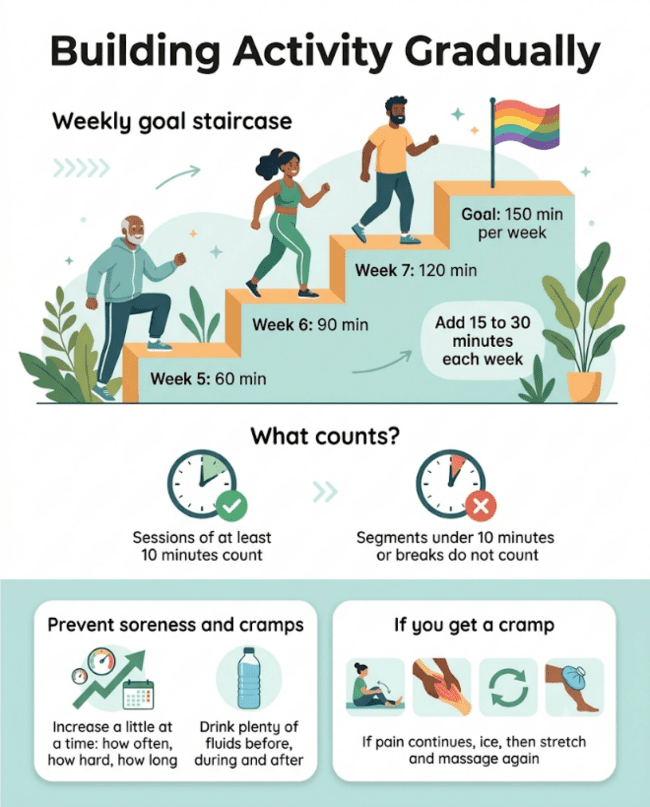 Building Activity Gradually
Weekly goal staircase
Goal: 150 min
per week
Week 7: 120 min
Week 6: 90 min
Week 5: 60 min
Add 15 to 30
minutes
each week
What counts?
Sessions of at least
10 minutes count
Segments under 10 minutes
or breaks do not count
Prevent soreness and cramps
Increase a little at
a time: how often,
how hard, how long
Drink plenty of
fluids before,
during and after
If you get a cramp
If pain continues, ice, then stretch
and massage again